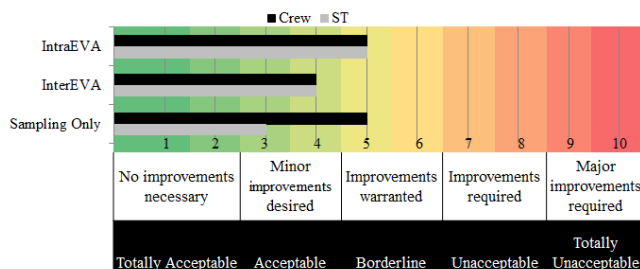 Crew ST
IntraEVA
InterEVA
Sampling Only
1 2 3 4 5 6 7 8 9 10
No improvements
necessary
Minor
improvements
desired
Improvements
warranted
Improvements
required
Major
improvements
required
Totally Acceptable
Acceptable
Borderline
Unacceptable
Totally
Unacceptable